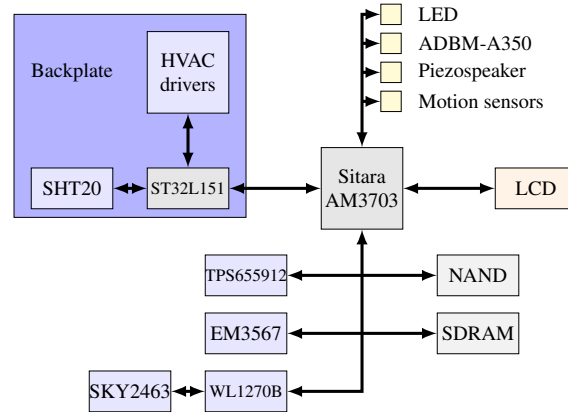 LED
ADBM-A350
Piezospeaker
Motion sensors
Backplate
HVAC
drivers
SHT20
ST32L151
Sitara
AM3703
LCD
TPS655912
NAND
EM3567
SDRAM
SKY2463
WL1270B